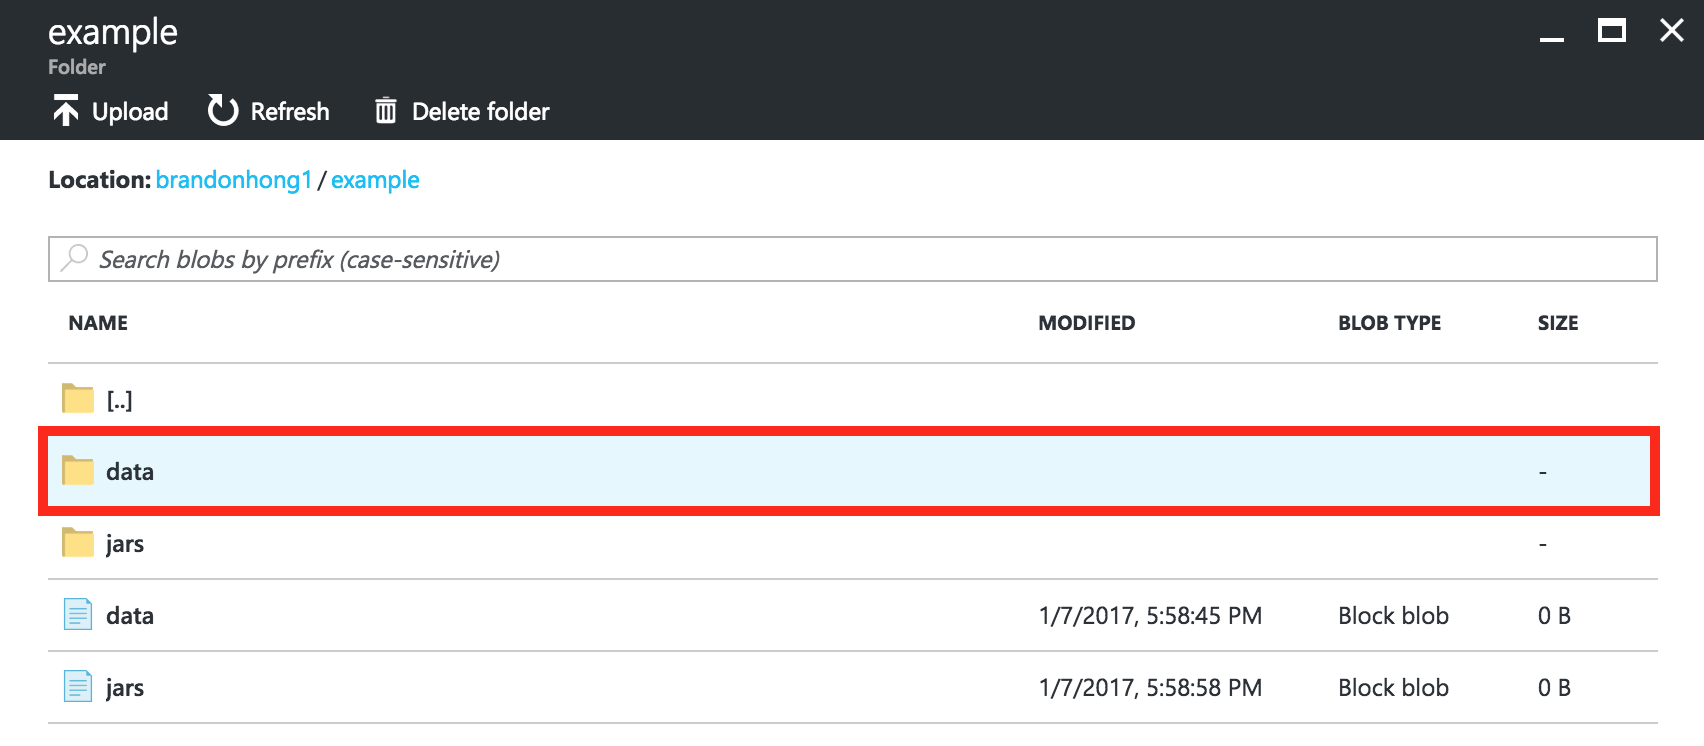 example
Folder
Upload Refresh Delete folder
Location: brandonhong1 / example
Search blobs by prefix (case-sensitive)
NAME MODIFIED BLOB TYPE SIZE
[..]
data -
jars -
data 1/7/2017, 5:58:45 PM Block blob 0 B
jars 1/7/2017, 5:58:58 PM Block blob 0 B